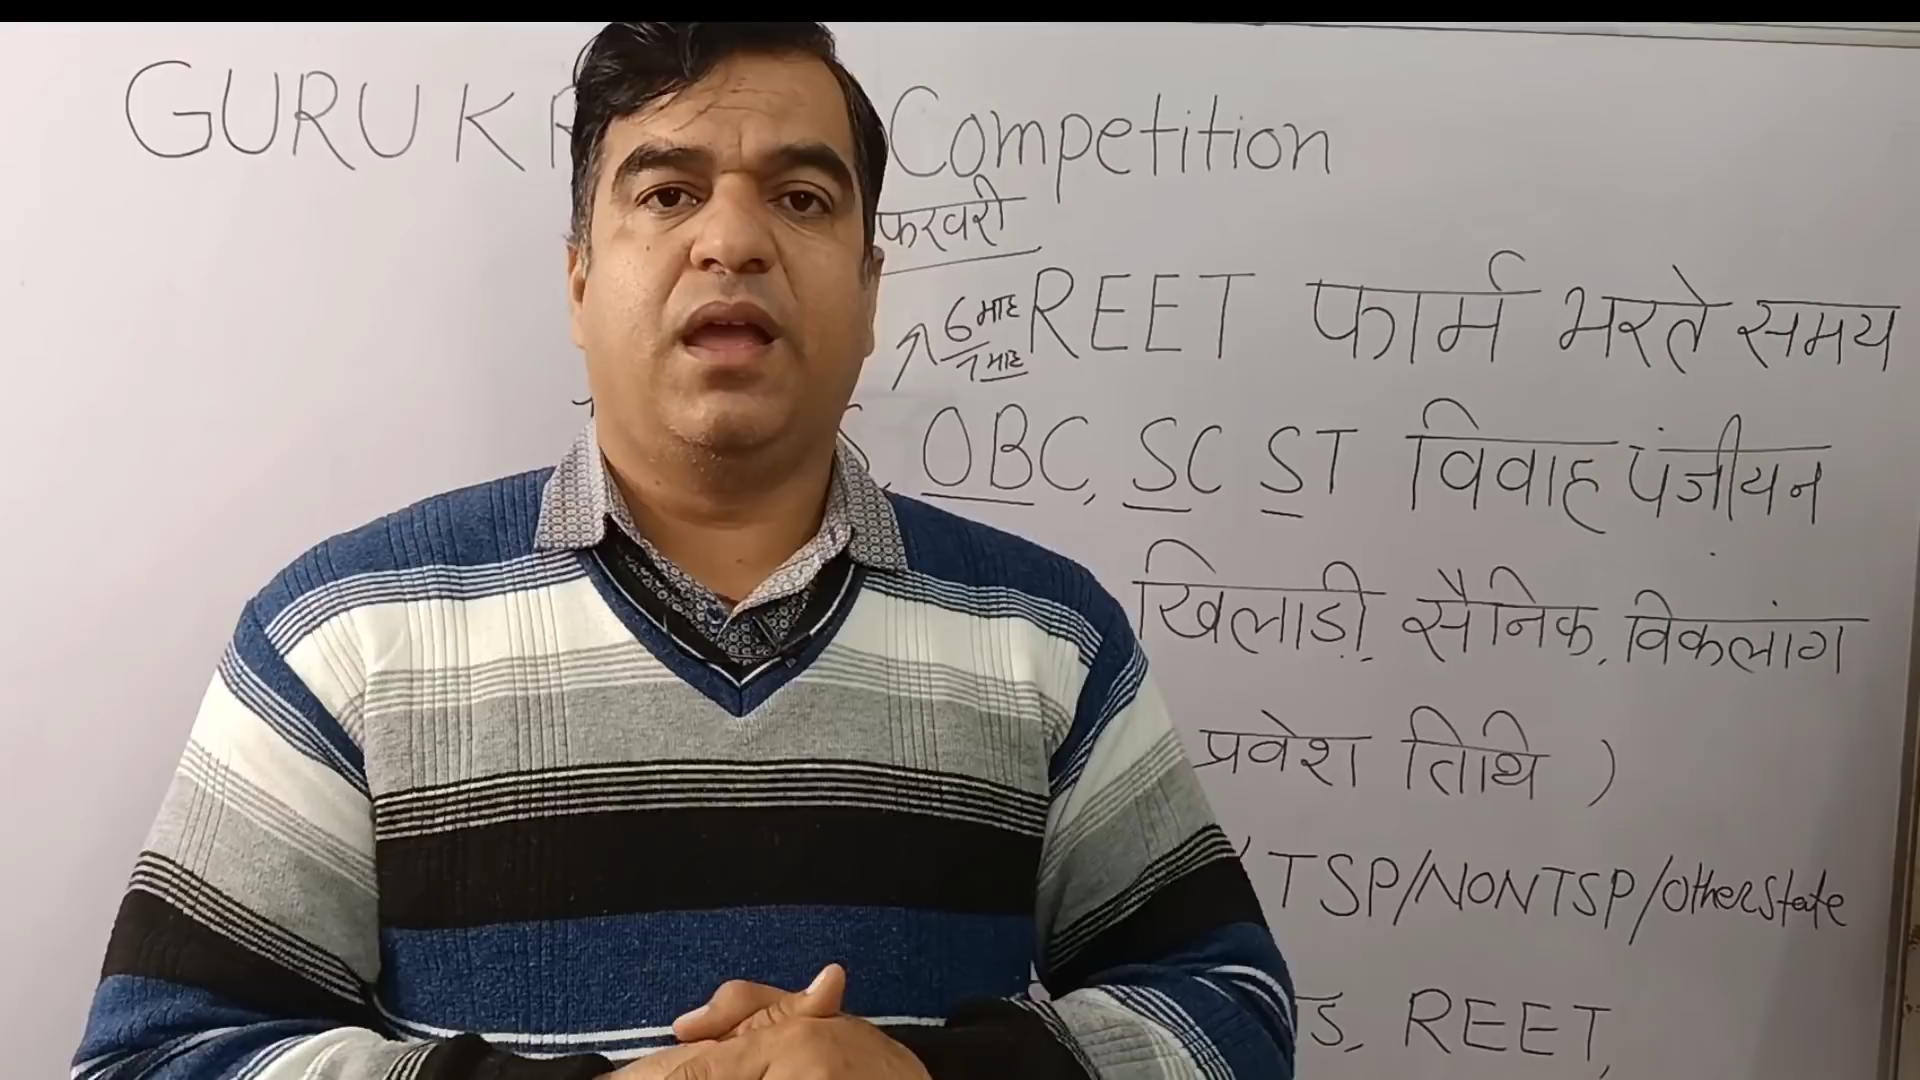 GURU K Competition
फरवरी
6 माह REET फार्म भरते समय
7 माह
OBC, SC ST विवाह पंजीयन
खिलाड़ी, सैनिक, विकलांग
प्रवेश तिथि )
TSP/NONTSP/OtherState
REET,